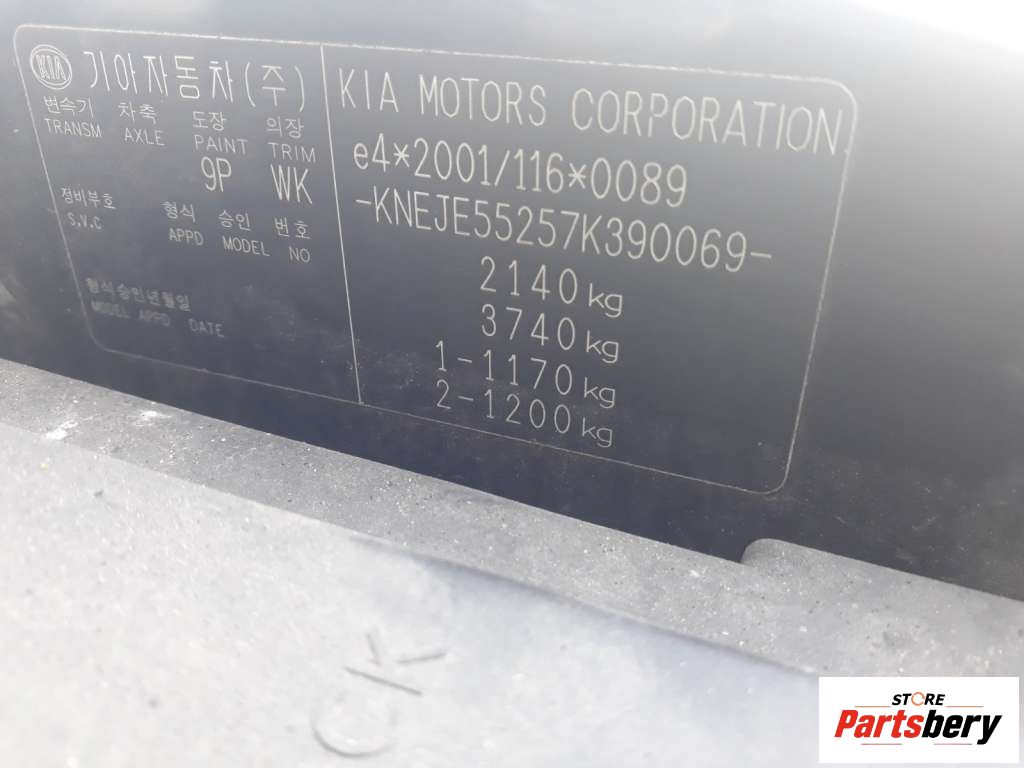 KIA 기아자동차(주)
변속기 차축 도장 의장
TRANSM AXLE PAINT TRIM
9P WK
정비부호 형식 승인 번호
S.V.C APPD MODEL NO
형식승인년월일
MODEL APPD DATE
KIA MOTORS CORPORATION
e4*2001/116*0089
-KNEJE55257K390069-
2140kg
3740kg
1-1170kg
2-1200kg
OK
STORE
Partsbery